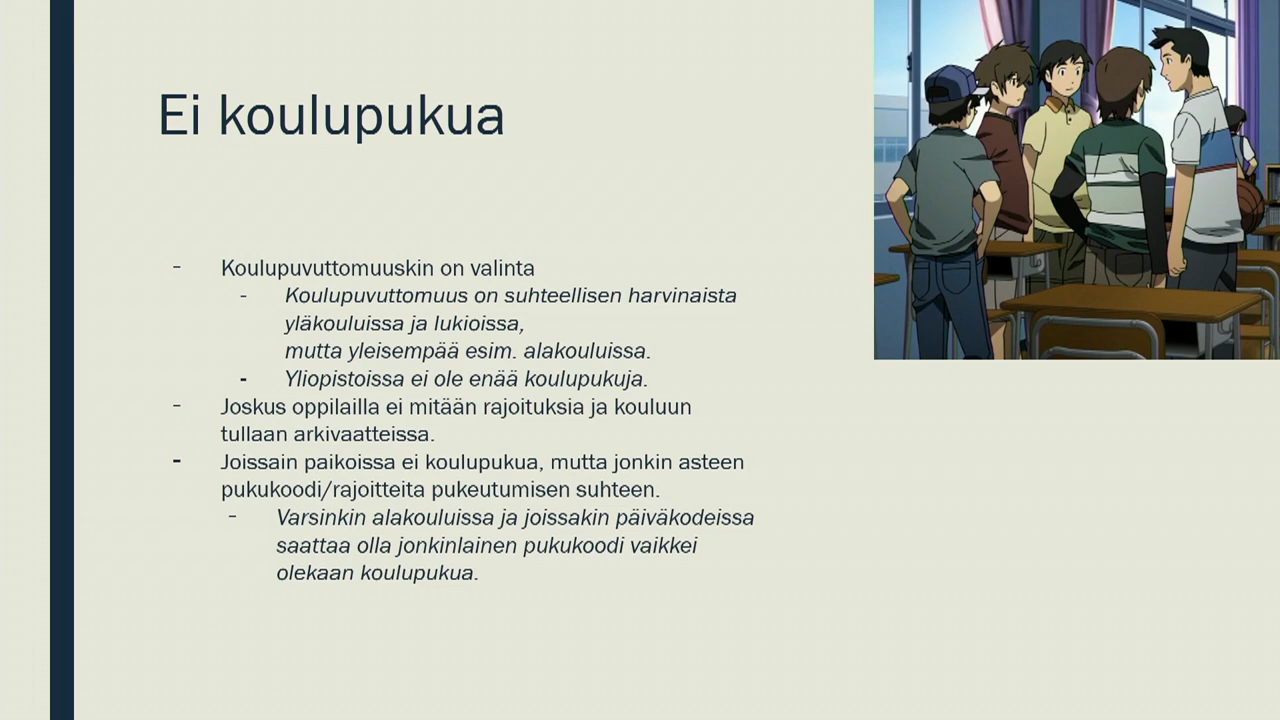 Ei koulupukua
- Koulupuvuttomuuskin on valinta
- Koulupuvuttomuus on suhteellisen harvinaista
yläkouluissa ja lukioissa,
mutta yleisempää esim. alakouluissa.
- Yliopistoissa ei ole enää koulupukuja.
- Joskus oppilailla ei mitään rajoituksia ja kouluun
tullaan arkivaatteissa.
- Joissain paikoissa ei koulupukua, mutta jonkin asteen
pukukoodi/rajoitteita pukeutumisen suhteen.
- Varsinkin alakouluissa ja joissakin päiväkodeissa
saattaa olla jonkinlainen pukukoodi vaikkei
olekaan koulupukua.